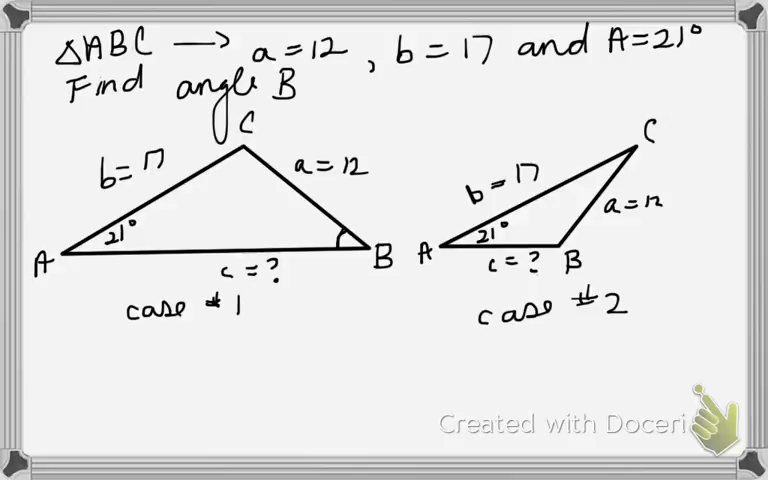 △ABC → a = 12 , b = 17 and A = 21°
Find angle B
C
b = 17
a = 12
21°
A
B
c = ?
case # 1
C
b = 17
a = 12
21°
A
c = ?
B
case # 2
Created with Doceri